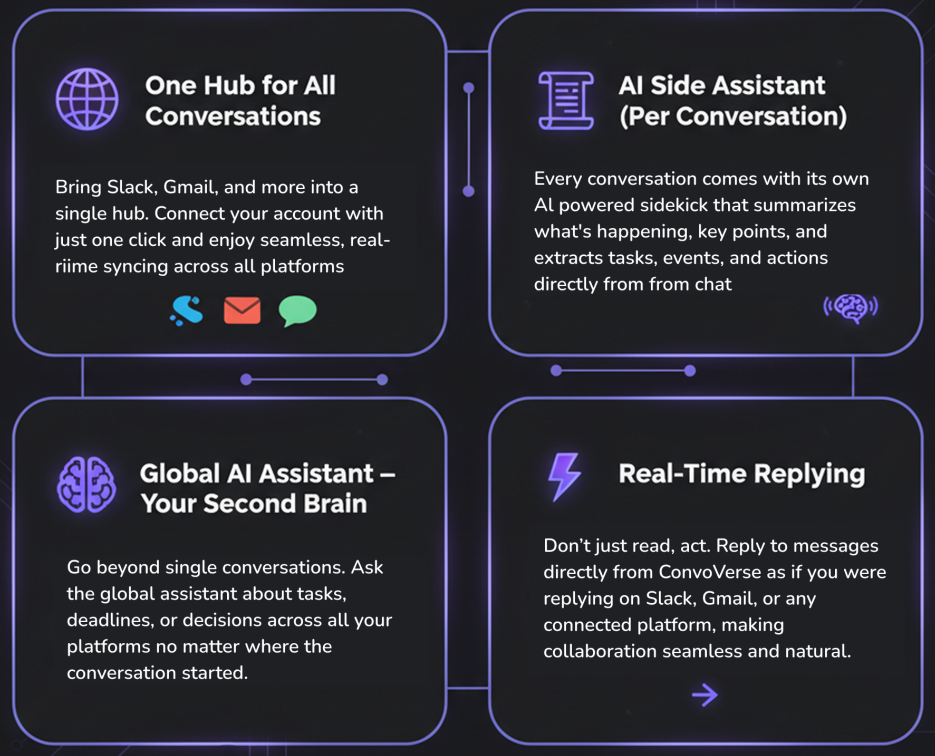 One Hub for All
Conversations
Bring Slack, Gmail, and more into a
single hub. Connect your account with
just one click and enjoy seamless, real-
riime syncing across all platforms
AI Side Assistant
(Per Conversation)
Every conversation comes with its own
AI powered sidekick that summarizes
what's happening, key points, and
extracts tasks, events, and actions
directly from from chat
Global AI Assistant –
Your Second Brain
Go beyond single conversations. Ask
the global assistant about tasks,
deadlines, or decisions across all your
platforms no matter where the
conversation started.
Real-Time Replying
Don’t just read, act. Reply to messages
directly from ConvoVerse as if you were
replying on Slack, Gmail, or any
connected platform, making
collaboration seamless and natural.